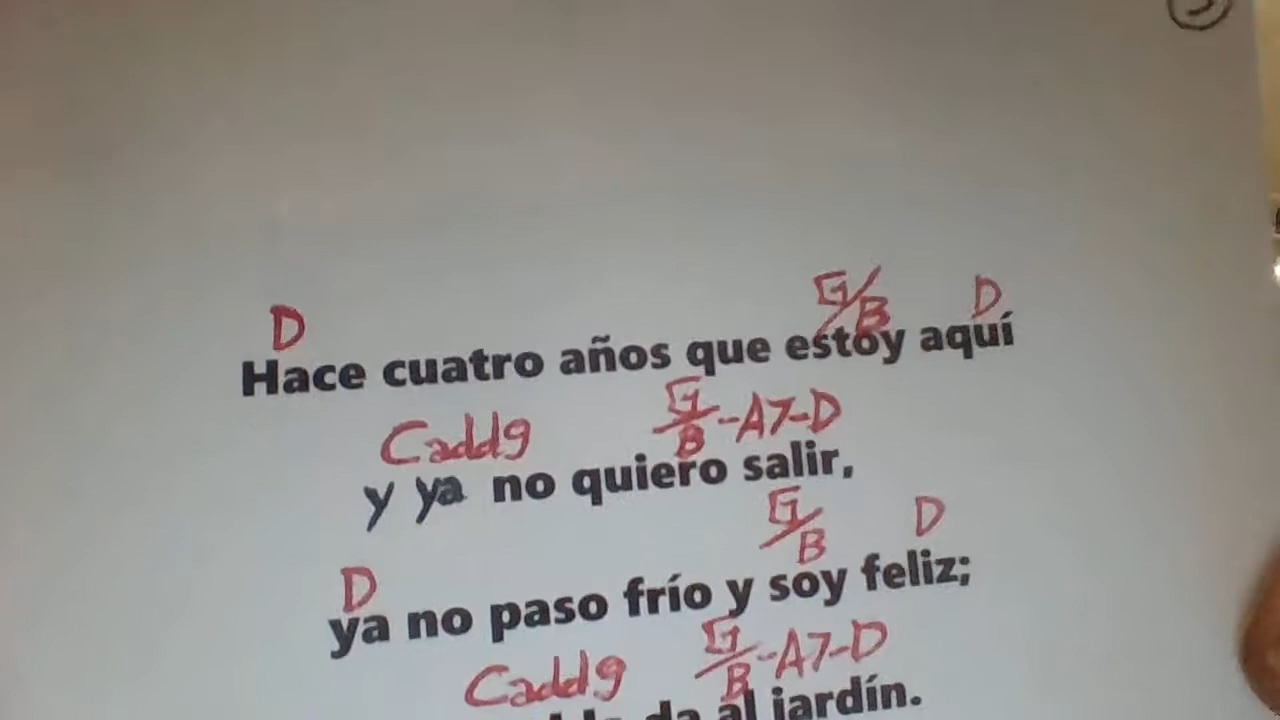 D G/B D
Hace cuatro años que estoy aquí
Cadd9 G/B-A7-D
y ya no quiero salir,
G/B D
D
ya no paso frío y soy feliz;
Cadd9 G/B-A7-D
da al jardín.